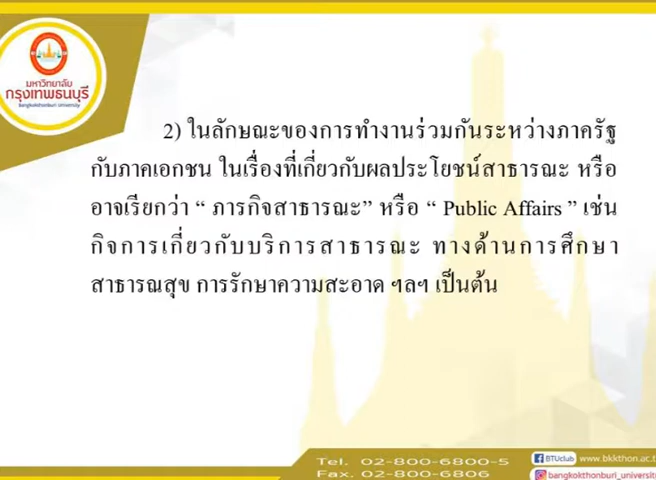 มหาวิทยาลัย
กรุงเทพธนบุรี
Bangkokthonburi University
2) ในลักษณะของการทำงานร่วมกันระหว่างภาครัฐ
กับภาคเอกชน ในเรื่องที่เกี่ยวกับผลประโยชน์สาธารณะ หรือ
อาจเรียกว่า “ ภารกิจสาธารณะ” หรือ “ Public Affairs ” เช่น
กิจการเกี่ยวกับบริการสาธารณะ ทางด้านการศึกษา
สาธารณสุข การรักษาความสะอาด ฯลฯ เป็นต้น
Tel. 02-800-6800-5
Fax. 02-800-6806
BTUclub www.bkkthon.ac.t
bangkokthonburi_universit